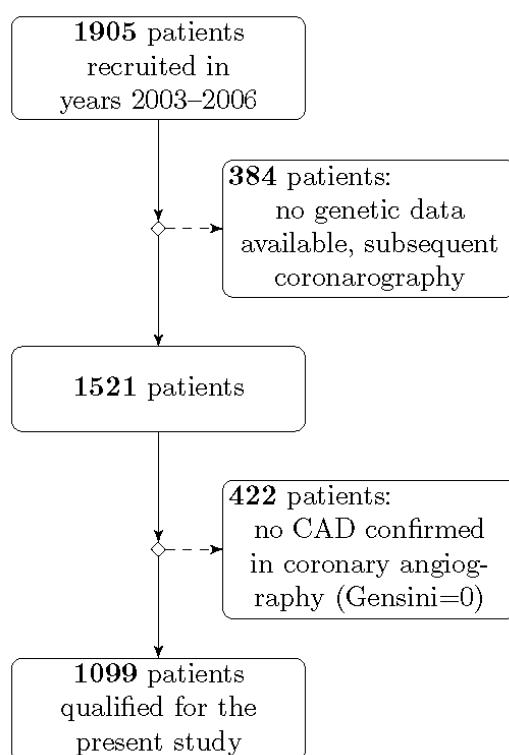 1905 patients
recruited in
years 2003–2006
384 patients:
no genetic data
available, subsequent
coronarography
1521 patients
422 patients:
no CAD confirmed
in coronary angiog-
raphy (Gensini=0)
1099 patients
qualified for the
present study